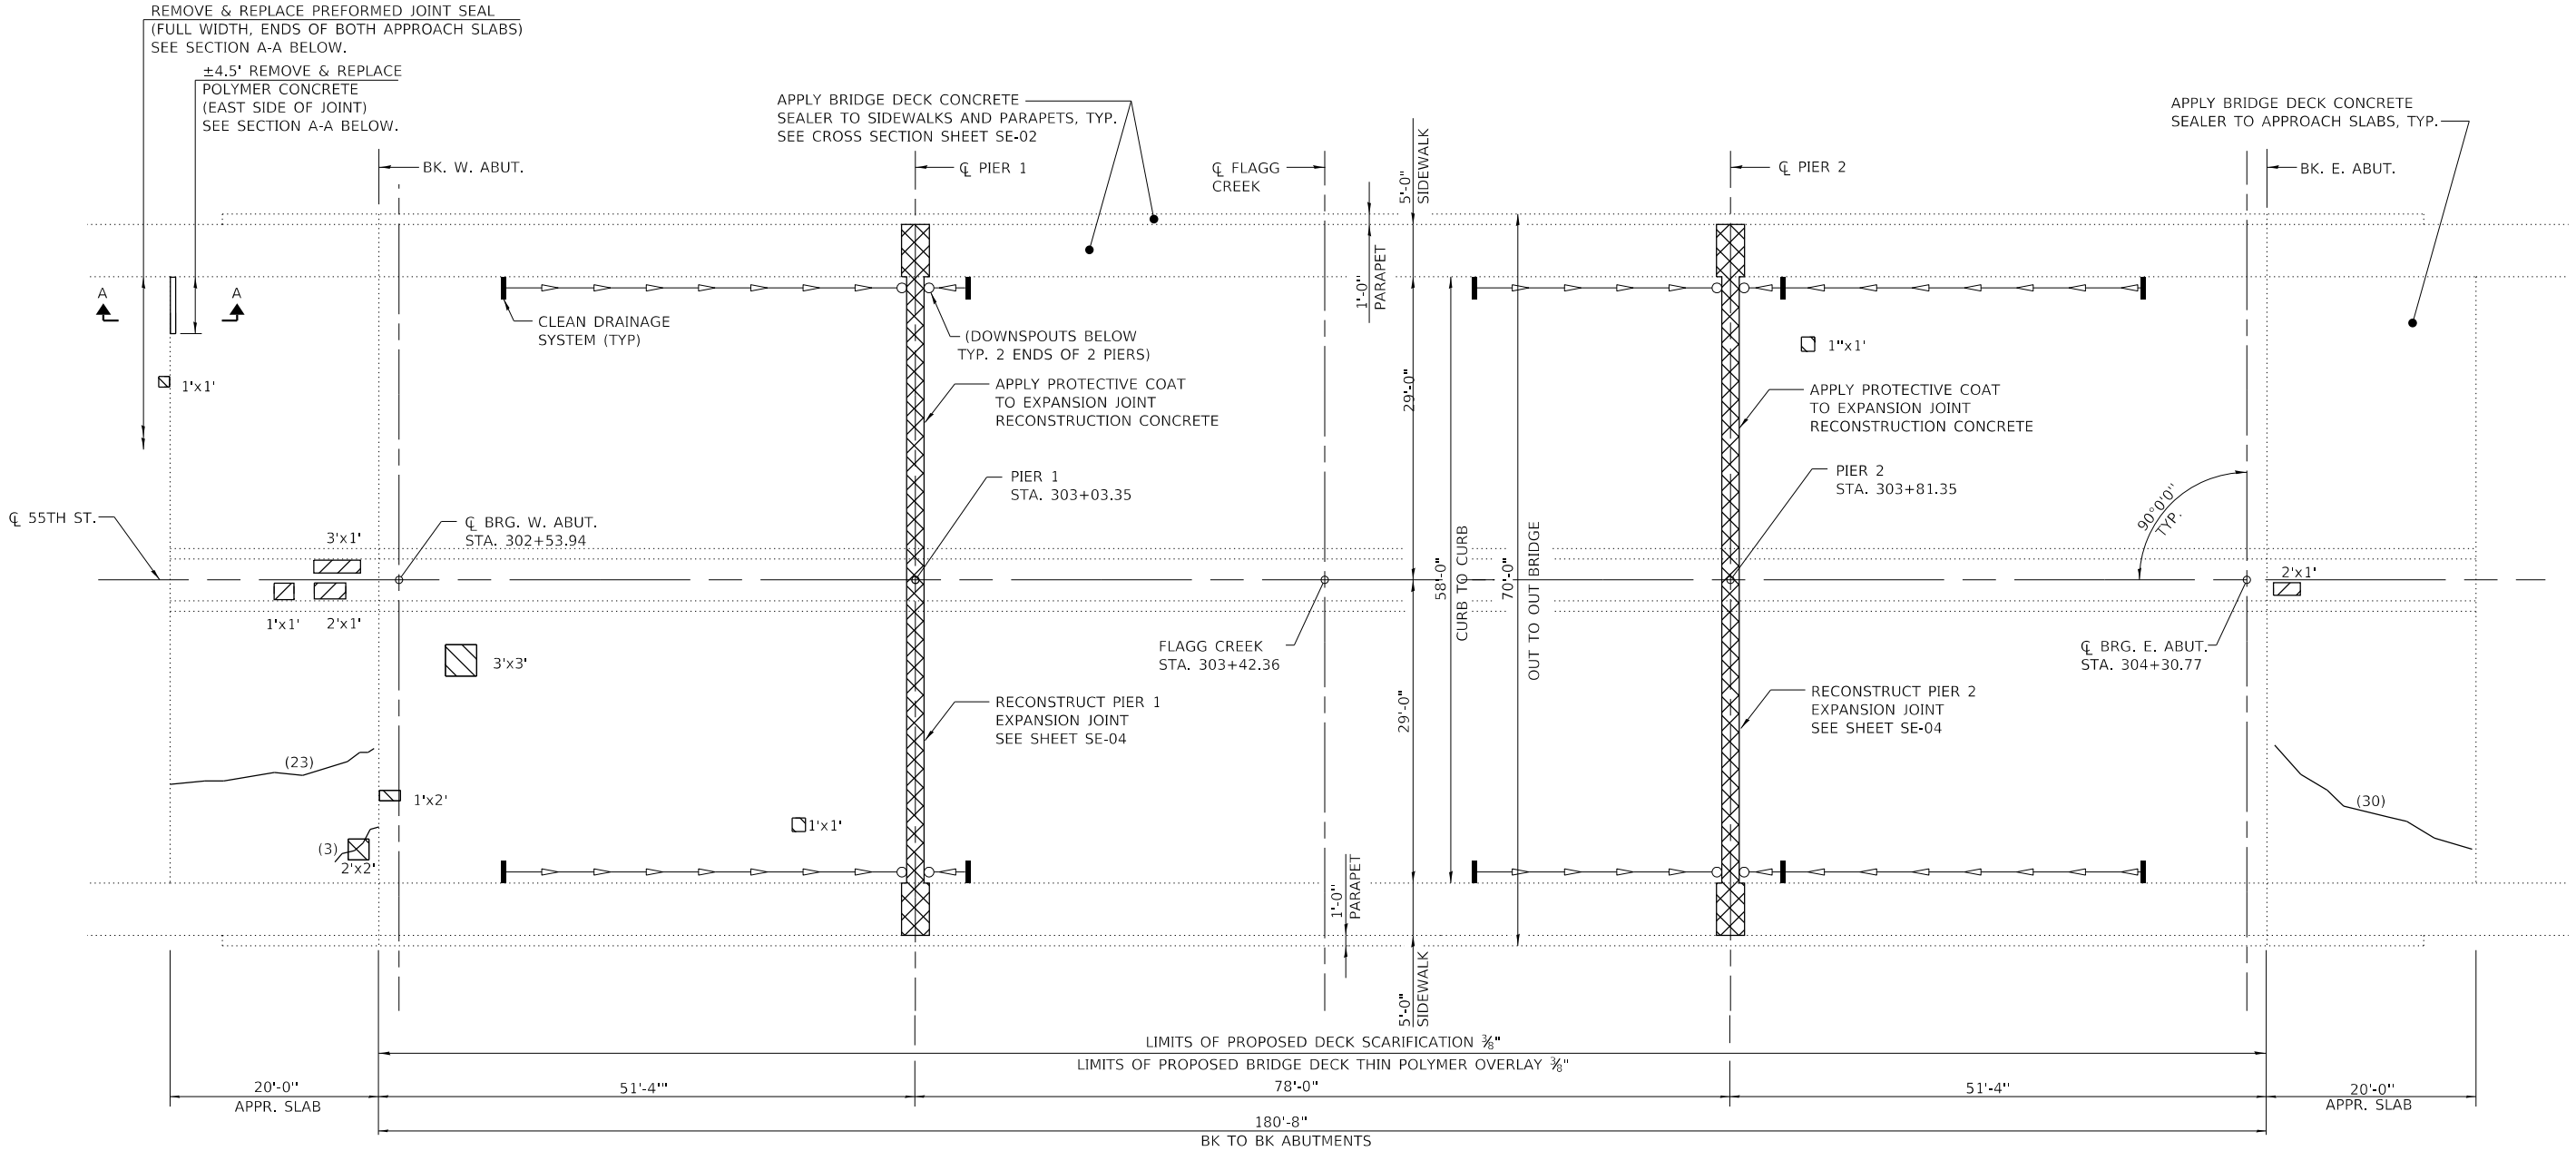 REMOVE & REPLACE PREFORMED JOINT SEAL
(FULL WIDTH, ENDS OF BOTH APPROACH SLABS)
SEE SECTION A-A BELOW.
±4.5' REMOVE & REPLACE
POLYMER CONCRETE
(EAST SIDE OF JOINT)
SEE SECTION A-A BELOW.
APPLY BRIDGE DECK CONCRETE
SEALER TO SIDEWALKS AND PARAPETS, TYP.
SEE CROSS SECTION SHEET SE-02
APPLY BRIDGE DECK CONCRETE
SEALER TO APPROACH SLABS, TYP.
BK. W. ABUT.
℄ PIER 1
℄ FLAGG
CREEK
5'-0"
SIDEWALK
℄ PIER 2
BK. E. ABUT.
1'-0"
PARAPET
A
A
CLEAN DRAINAGE
SYSTEM (TYP)
(DOWNSPOUTS BELOW
TYP. 2 ENDS OF 2 PIERS)
1"x1'
1'x1'
APPLY PROTECTIVE COAT
TO EXPANSION JOINT
RECONSTRUCTION CONCRETE
29'-0"
APPLY PROTECTIVE COAT
TO EXPANSION JOINT
RECONSTRUCTION CONCRETE
PIER 1
STA. 303+03.35
PIER 2
STA. 303+81.35
90°0'0"
TYP.
℄ 55TH ST.
℄ BRG. W. ABUT.
STA. 302+53.94
3'x1'
58'-0"
CURB TO CURB
70'-0"
OUT TO OUT BRIDGE
2'x1'
1'x1'
2'x1'
3'x3'
FLAGG CREEK
STA. 303+42.36
℄ BRG. E. ABUT.
STA. 304+30.77
RECONSTRUCT PIER 1
EXPANSION JOINT
SEE SHEET SE-04
29'-0"
RECONSTRUCT PIER 2
EXPANSION JOINT
SEE SHEET SE-04
(23)
1'x2'
(30)
1'x1'
(3)
2'x2'
1'-0"
PARAPET
5'-0"
SIDEWALK
LIMITS OF PROPOSED DECK SCARIFICATION ⅜"
LIMITS OF PROPOSED BRIDGE DECK THIN POLYMER OVERLAY ⅜"
20'-0"
APPR. SLAB
51'-4'"
78'-0"
51'-4"
20'-0"
APPR. SLAB
180'-8"
BK TO BK ABUTMENTS